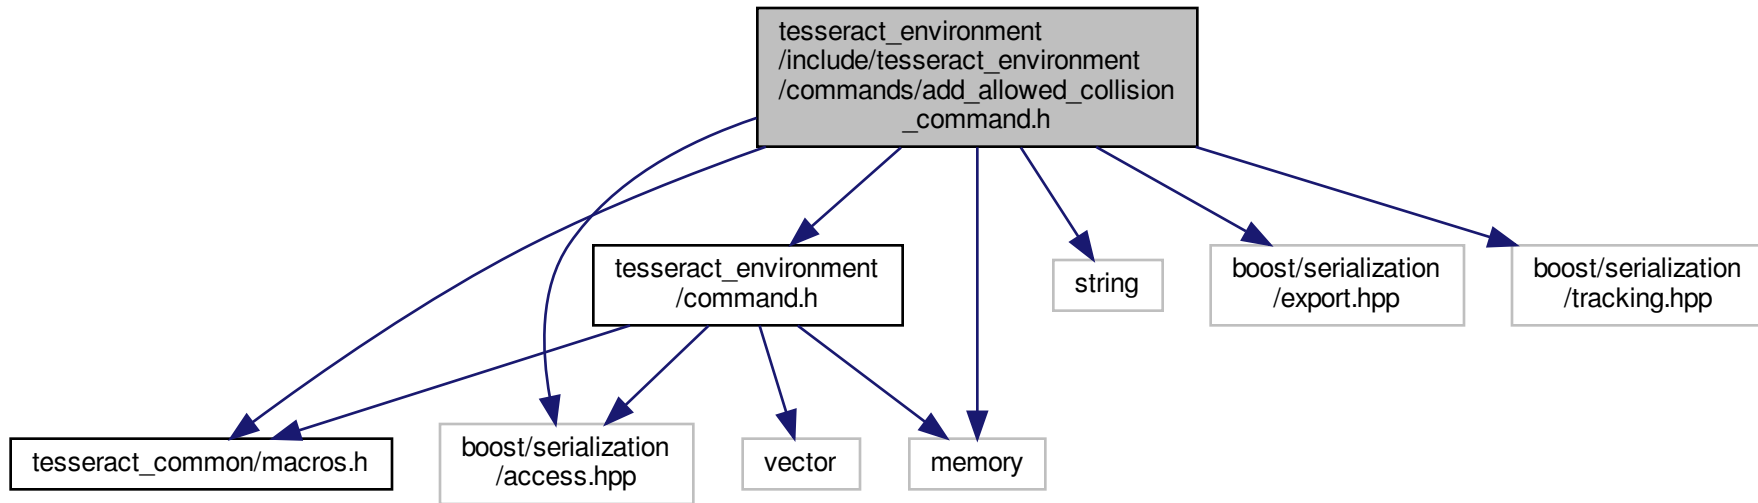 tesseract_environment
/include/tesseract_environment
/commands/add_allowed_collision
_command.h
tesseract_environment
/command.h
string
boost/serialization
/export.hpp
boost/serialization
/tracking.hpp
tesseract_common/macros.h
boost/serialization
/access.hpp
vector
memory